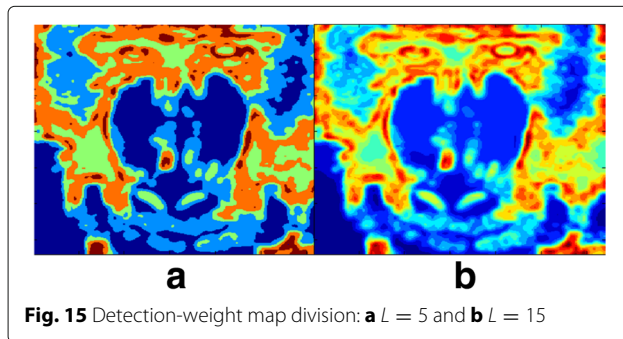 a b
Fig. 15 Detection-weight map division: a L = 5 and b L = 15